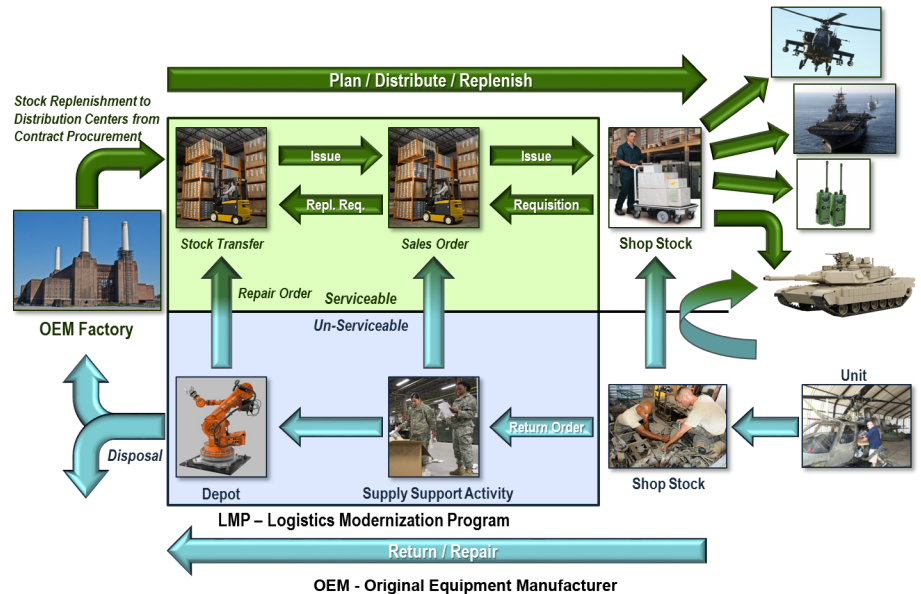 Plan / Distribute / Replenish
Stock Replenishment to
Distribution Centers from
Contract Procurement
Issue
Issue
Repl. Req.
Requisition
Stock Transfer
Sales Order
Shop Stock
Repair Order
Serviceable
Un-Serviceable
OEM Factory
Unit
Return Order
Disposal
Depot
Supply Support Activity
Shop Stock
LMP – Logistics Modernization Program
Return / Repair
OEM - Original Equipment Manufacturer